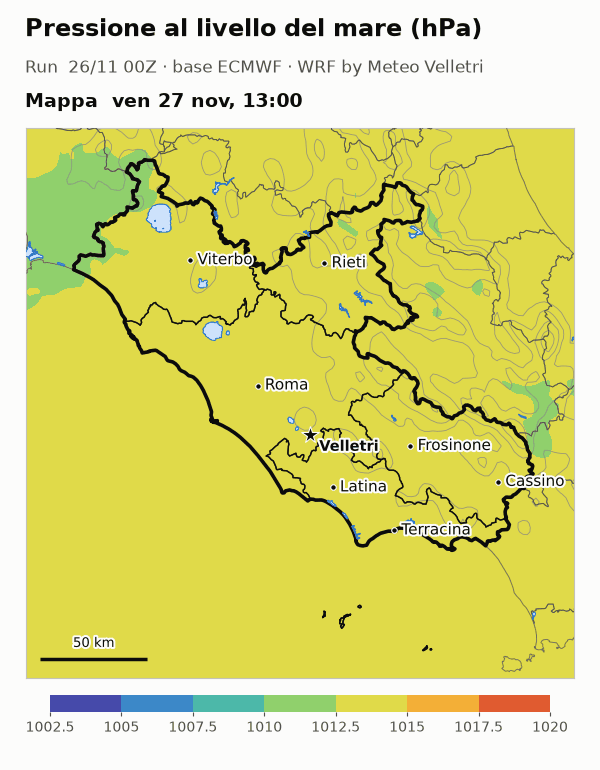 Pressione al livello del mare (hPa)
Run  26/11 00Z · base ECMWF · WRF by Meteo Velletri
Mappa  ven 27 nov, 13:00
Viterbo
Rieti
Roma
Velletri
Frosinone
Cassino
Latina
Terracina
50 km
1002.5 1005 1007.5 1010 1012.5 1015 1017.5 1020